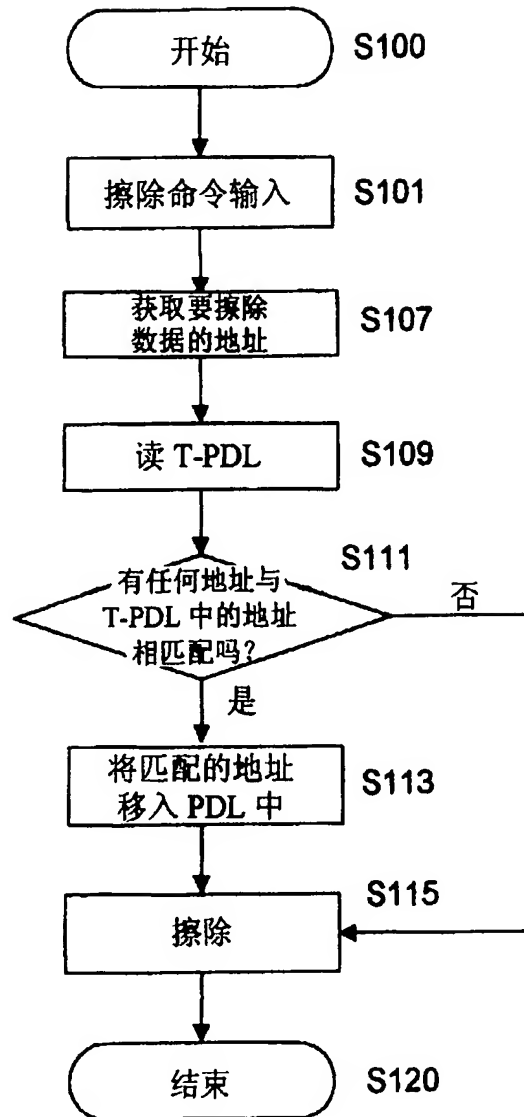 开始
S100
擦除命令输入
S101
获取要擦除
数据的地址
S107
读 T-PDL
S109
S111
有任何地址与
T-PDL 中的地址
相匹配吗?
否
是
将匹配的地址
移入 PDL 中
S113
S115
擦除
结束
S120